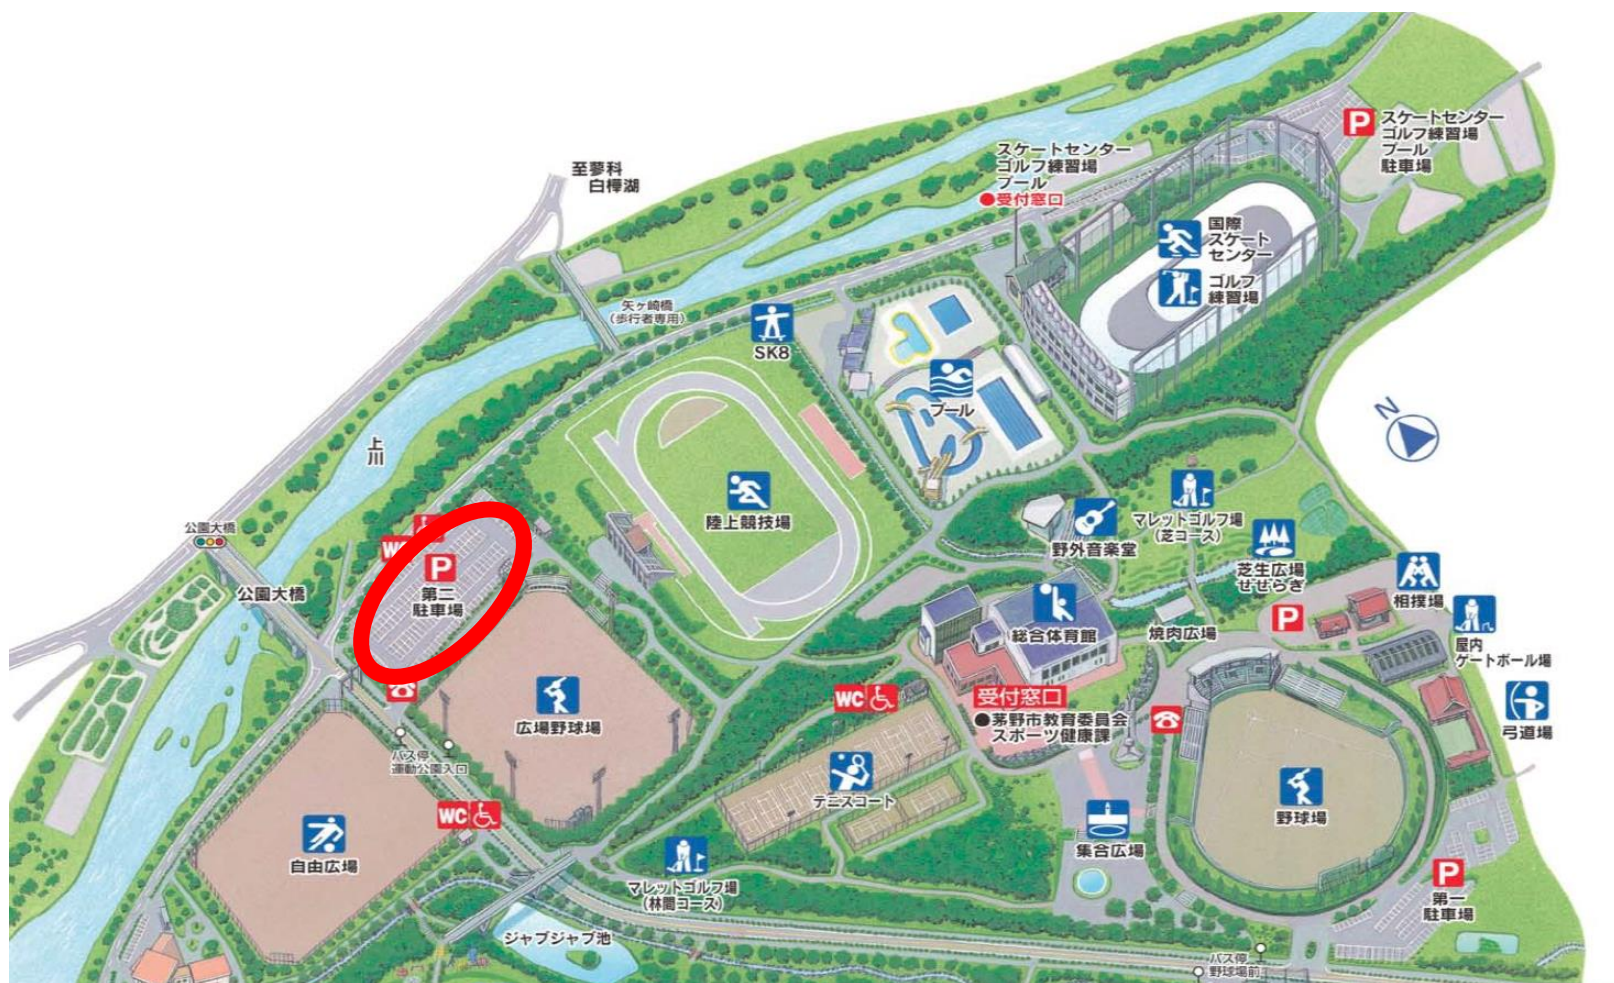 スケートセンター
ゴルフ練習場
プール
駐車場
P
スケートセンター
ゴルフ練習場
プール
●受付窓口
至蓼科
白樺湖
国際
スケート
センター
ゴルフ
練習場
矢ヶ崎橋
(歩行者専用)
SK8
プール
N
上川
陸上競技場
マレットゴルフ場
(芝コース)
野外音楽堂
芝生広場
せせらぎ
公園大橋
公園大橋
WC
P
第二
駐車場
相撲場
総合体育館
焼肉広場
P
屋内
ゲートボール場
受付窓口
●茅野市教育委員会
スポーツ健康課
WC
弓道場
広場野球場
バス停
運動公園入口
テニスコート
野球場
WC
自由広場
集合広場
マレットゴルフ場
(林間コース)
P
第一
駐車場
ジャブジャブ池
バス停
野球場前